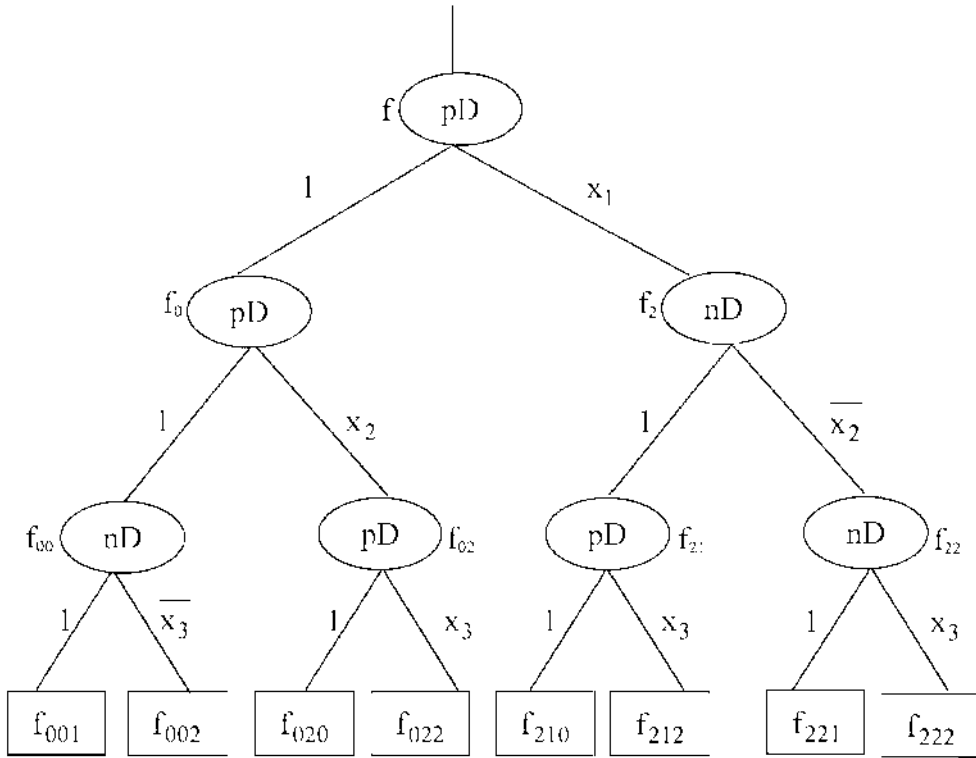 f pD
1 x₁
f₀ pD f₂ nD
1 x₂ 1 x̅₂
f₀₀ nD pD f₀₂ pD f₂₁ nD f₂₂
1 x̅₃ 1 x₃ 1 x₃ 1 x₃
f₀₀₁ f₀₀₂ f₀₂₀ f₀₂₂ f₂₁₀ f₂₁₂ f₂₂₁ f₂₂₂